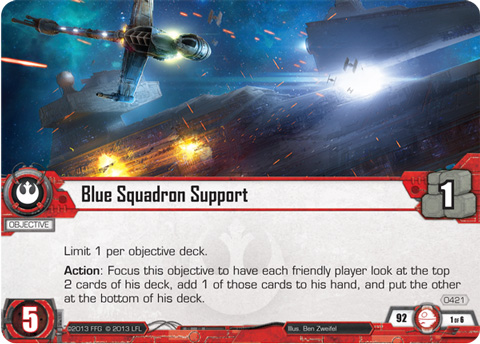 Blue Squadron Support
1
OBJECTIVE
Limit 1 per objective deck.
Action: Focus this objective to have each friendly player look at the top
2 cards of his deck, add 1 of those cards to his hand, and put the other
at the bottom of his deck.
0421
5
92
1 of 6
©2013 FFG © 2013 LFL
Illus. Ben Zweifel